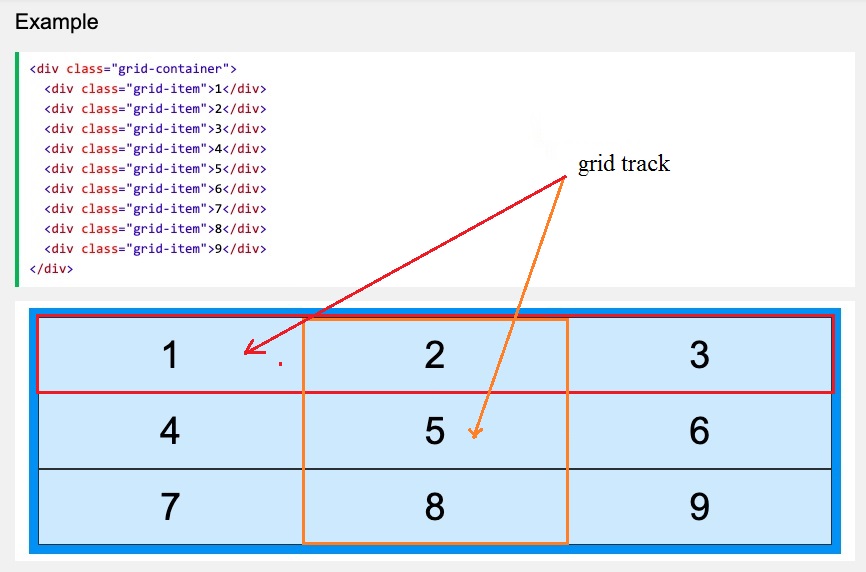 Example
<div class="grid-container">
<div class="grid-item">1</div>
<div class="grid-item">2</div>
<div class="grid-item">3</div>
<div class="grid-item">4</div>
<div class="grid-item">5</div>
<div class="grid-item">6</div>
<div class="grid-item">7</div>
<div class="grid-item">8</div>
<div class="grid-item">9</div>
</div>
grid track
1 2 3
4 5 6
7 8 9